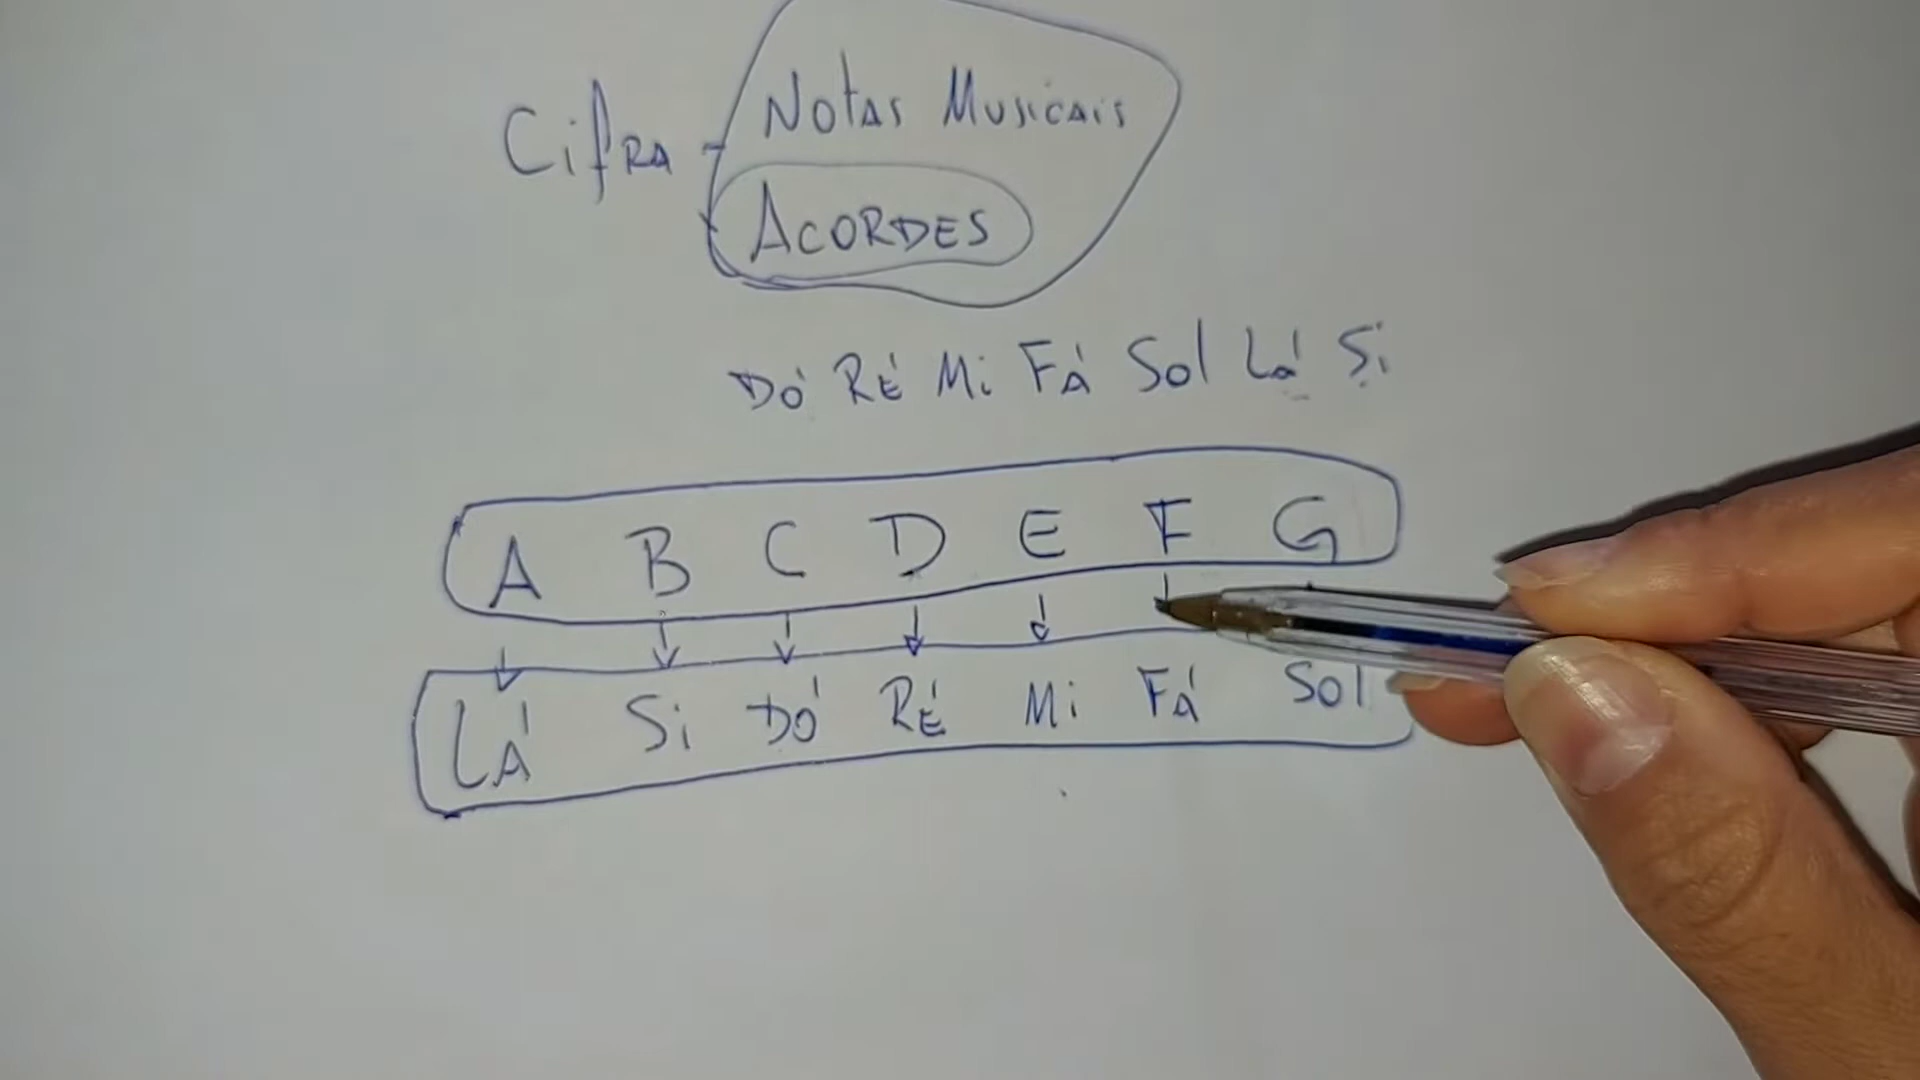 Cifra - Notas Musicais
Acordes
Dó Ré Mi Fá Sol Lá Si
A B C D E F G
Lá Si Dó Ré Mi Fá Sol